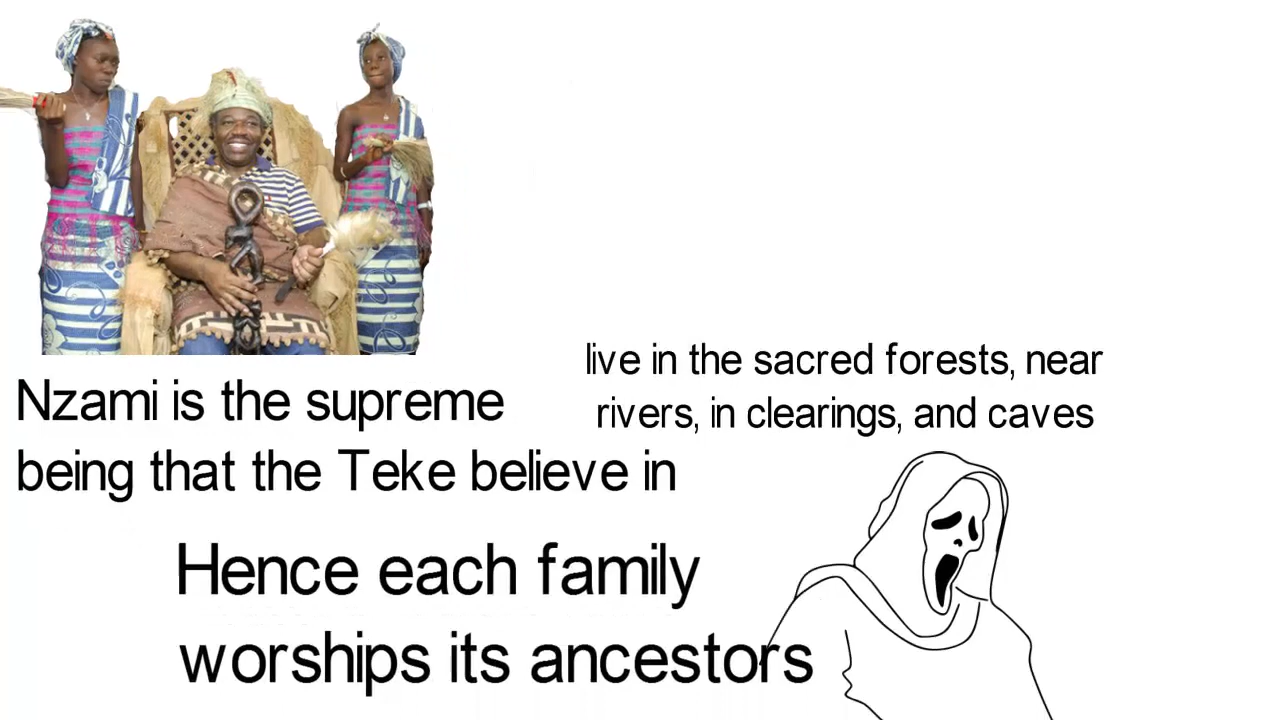 Nzami is the supreme
being that the Teke believe in
live in the sacred forests, near
rivers, in clearings, and caves
Hence each family
worships its ancestors